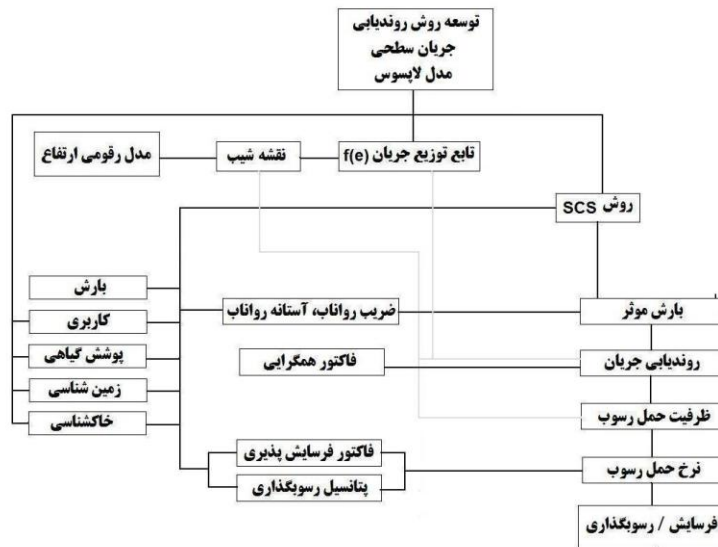 توسعه روش روندیابی
جریان سطحی
مدل لاپسوس
تابع توزیع جریان f(e)
نقشه شیب
مدل رقومی ارتفاع
روش SCS
بارش
کاربری
پوشش گیاهی
زمین شناسی
خاکشناسی
ضریب رواناب، آستانه رواناب
بارش موثر
فاکتور همگرایی
روندیابی جریان
ظرفیت حمل رسوب
فاکتور فرسایش پذیری
پتانسیل رسوبگذاری
نرخ حمل رسوب
فرسایش / رسوبگذاری